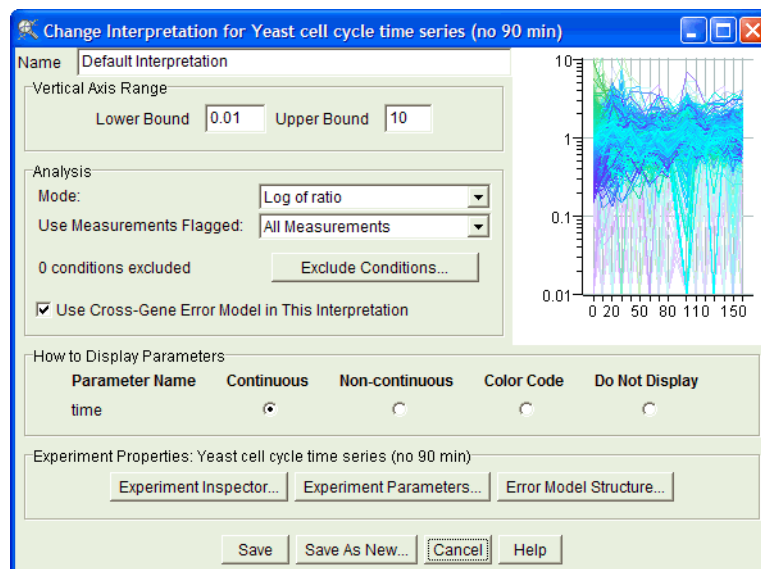 Change Interpretation for Yeast cell cycle time series (no 90 min)
Name Default Interpretation
Vertical Axis Range
Lower Bound 0.01 Upper Bound 10
Analysis
Mode: Log of ratio
Use Measurements Flagged: All Measurements
0 conditions excluded Exclude Conditions...
Use Cross-Gene Error Model in This Interpretation
10
1
0.1
0.01
0 20 50 80 110 150
How to Display Parameters
Parameter Name Continuous Non-continuous Color Code Do Not Display
time
Experiment Properties: Yeast cell cycle time series (no 90 min)
Experiment Inspector... Experiment Parameters... Error Model Structure...
Save Save As New... Cancel Help